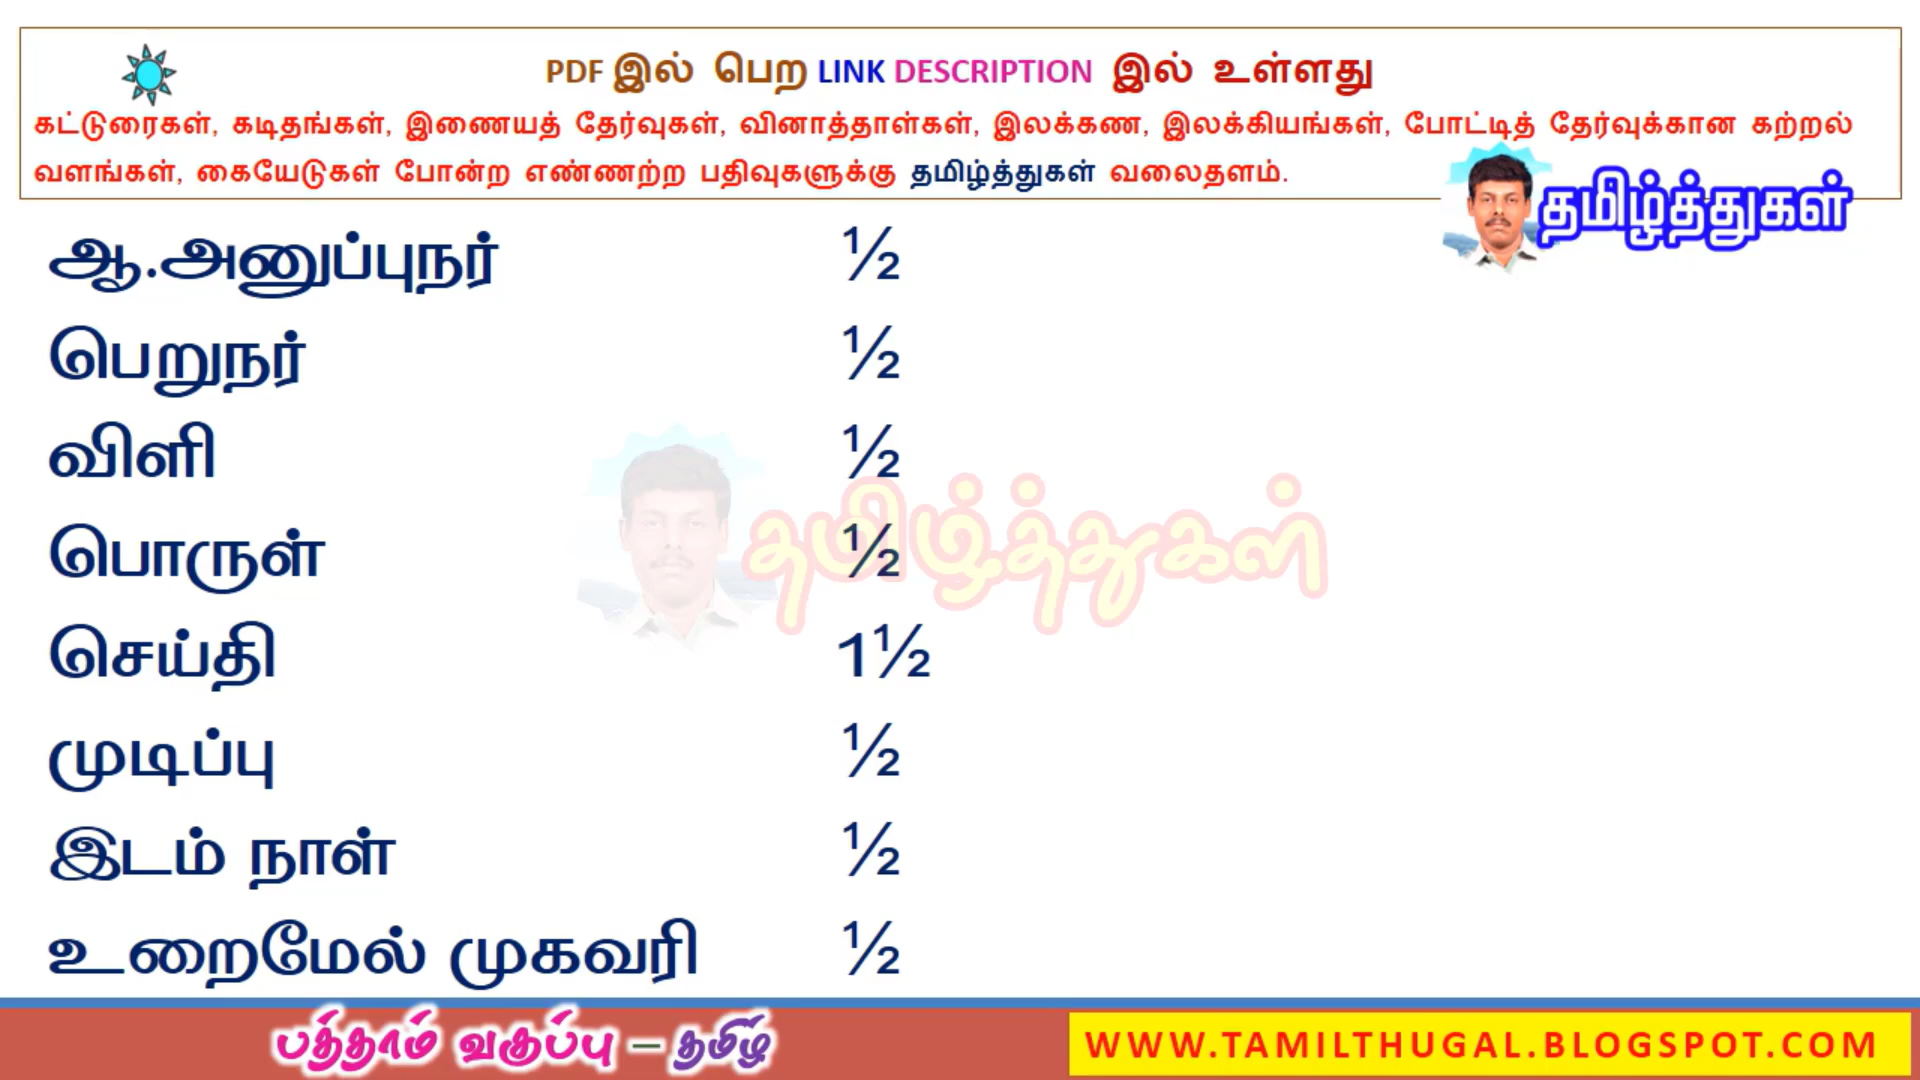 PDF இல் பெற LINK DESCRIPTION இல் உள்ளது
கட்டுரைகள், கடிதங்கள், இணையத் தேர்வுகள், வினாத்தாள்கள், இலக்கண, இலக்கியங்கள், போட்டித் தேர்வுக்கான கற்றல்
வளங்கள், கையேடுகள் போன்ற எண்ணற்ற பதிவுகளுக்கு தமிழ்த்துகள் வலைதளம்.
தமிழ்த்துகள்
ஆ.அனுப்புநர் ½
பெறுநர் ½
விளி ½
பொருள் ½
தமிழ்த்துகள்
செய்தி 1½
முடிப்பு ½
இடம் நாள் ½
உறைமேல் முகவரி ½
பத்தாம் வகுப்பு – தமிழ்
WWW.TAMILTHUGAL.BLOGSPOT.COM